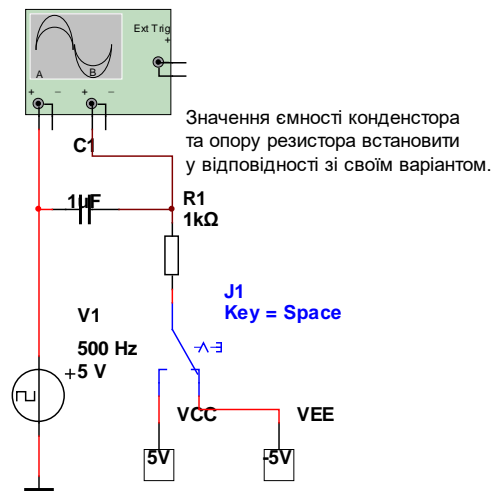 Ext Trig
+
A
B
+
−
+
−
Значення ємності конденстора
та опору резистора встановити
у відповідності зі своїм варіантом.
C1
1uF
R1
1kΩ
J1
Key = Space
V1
500 Hz
+
5 V
VCC
5V
VEE
-5V